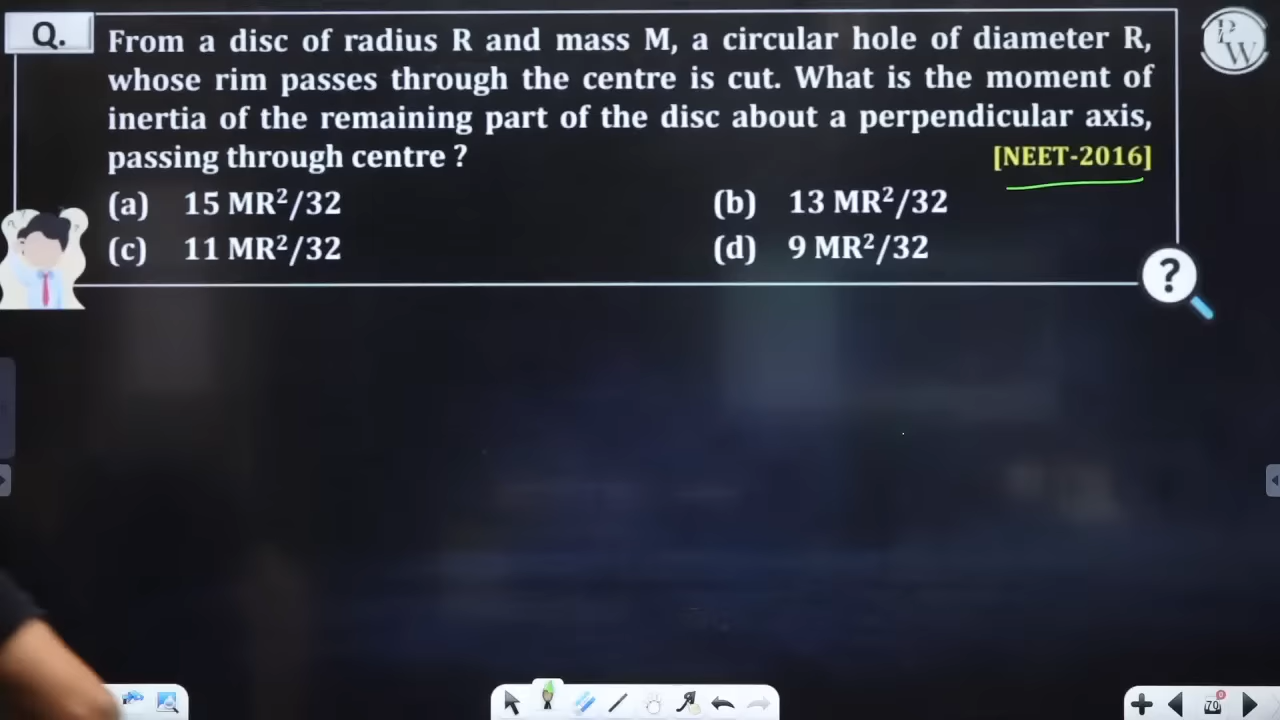 Q.
From a disc of radius R and mass M, a circular hole of diameter R,
whose rim passes through the centre is cut. What is the moment of
inertia of the remaining part of the disc about a perpendicular axis,
passing through centre ?
[NEET-2016]
(a) 15 MR²/32
(b) 13 MR²/32
(c) 11 MR²/32
(d) 9 MR²/32
?
PW
70